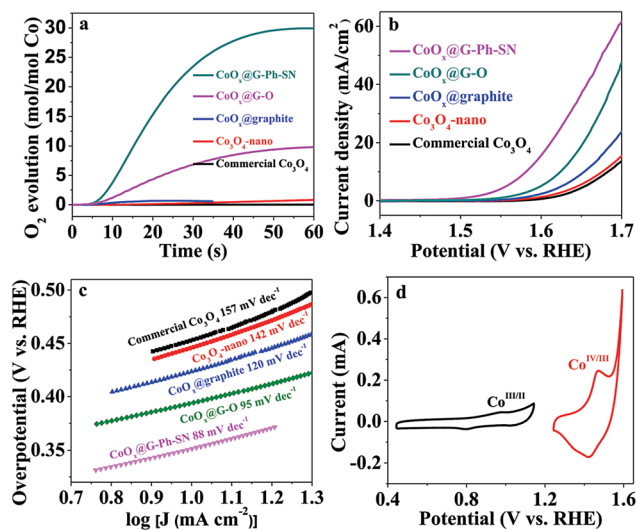 a
O₂ evolution (mol/mol Co)
35
30
25
20
15
10
5
0
CoOₓ@G-Ph-SN
CoOₓ@G-O
CoOₓ@graphite
Co₃O₄-nano
Commercial Co₃O₄
0 10 20 30 40 50 60
Time (s)
b
Current density (mA/cm²)
60
40
20
0
CoOₓ@G-Ph-SN
CoOₓ@G-O
CoOₓ@graphite
Co₃O₄-nano
Commercial Co₃O₄
1.4 1.5 1.6 1.7
Potential (V vs. RHE)
c
Overpotential (V vs. RHE)
0.50
0.45
0.40
0.35
Commercial Co₃O₄ 157 mV dec⁻¹
Co₃O₄-nano 142 mV dec⁻¹
CoOₓ@graphite 120 mV dec⁻¹
CoOₓ@G-O 95 mV dec⁻¹
CoOₓ@G-Ph-SN 88 mV dec⁻¹
0.7 0.8 0.9 1.0 1.1 1.2 1.3
log [J (mA cm⁻²)]
d
Current (mA)
0.6
0.4
0.2
0.0
-0.2
Co^IV/III
Co^III/II
0.4 0.8 1.2 1.6
Potential (V vs. RHE)